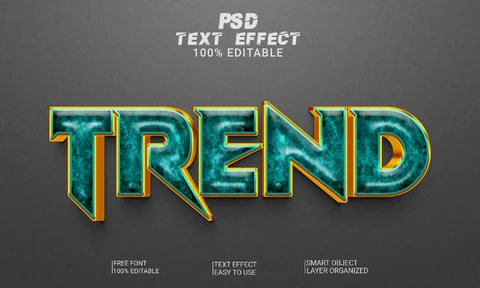 PSD
TEXT EFFECT
100% EDITABLE
TREND
FREE FONT
100% EDITABLE
TEXT EFFECT
EASY TO USE
SMART OBJECT
LAYER ORGANIZED